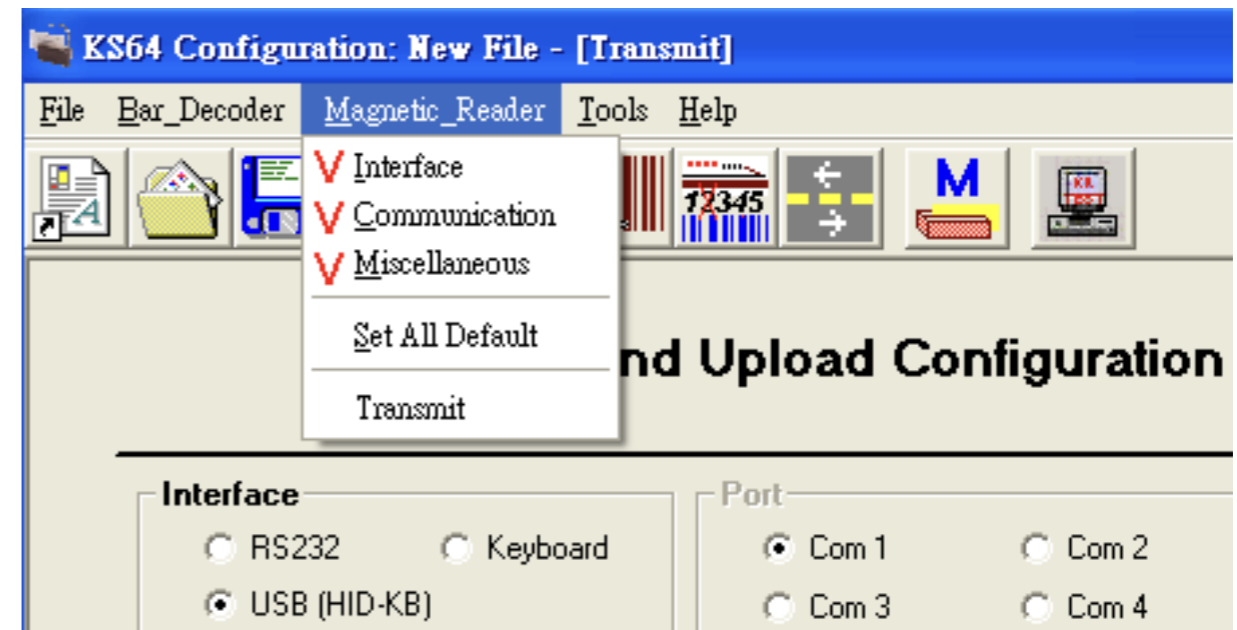 KS64 Configuration: New File - [Transmit]
File Bar_Decoder Magnetic_Reader Tools Help
V Interface
V Communication
V Miscellaneous
Set All Default
Transmit
A
12345
M
KR
nd Upload Configuration
Interface
RS232 Keyboard
USB (HID-KB)
Port
Com 1 Com 2
Com 3 Com 4